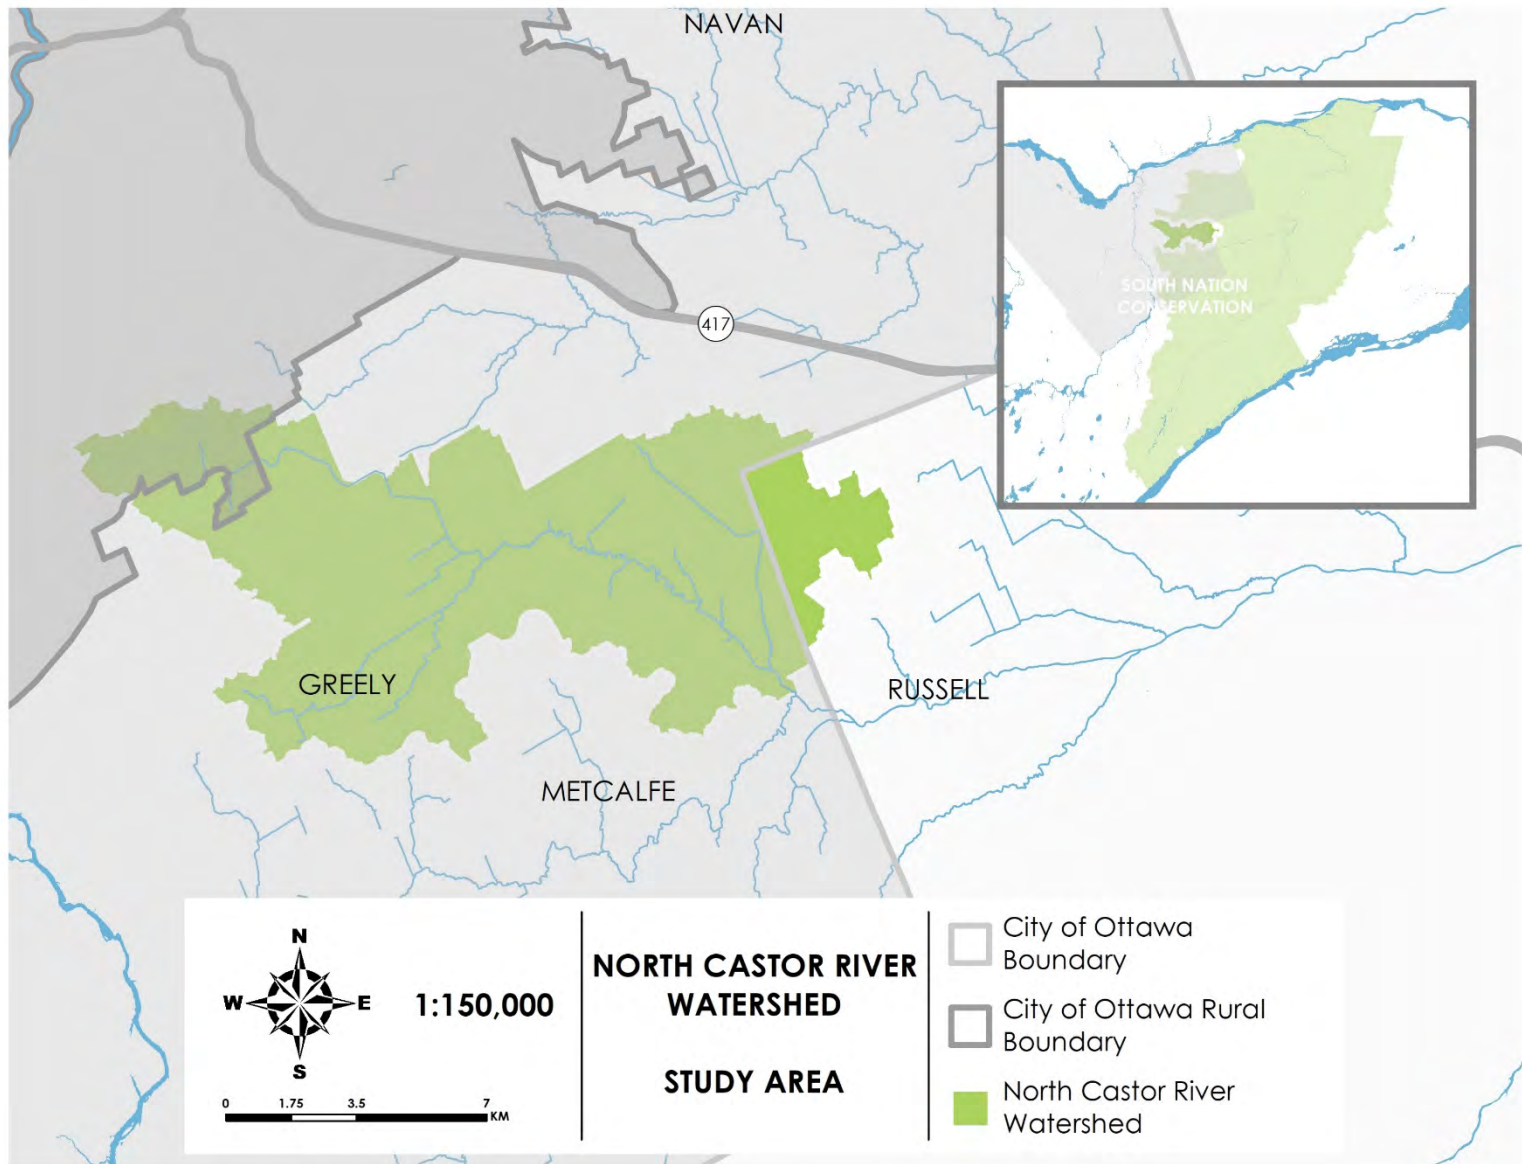 NAVAN
SOUTH NATION
CONSERVATION
417
GREELY
RUSSELL
METCALFE
N
W
E
S
1:150,000
0 1.75 3.5 7
KM
NORTH CASTOR RIVER
WATERSHED
STUDY AREA
City of Ottawa
Boundary
City of Ottawa Rural
Boundary
North Castor River
Watershed